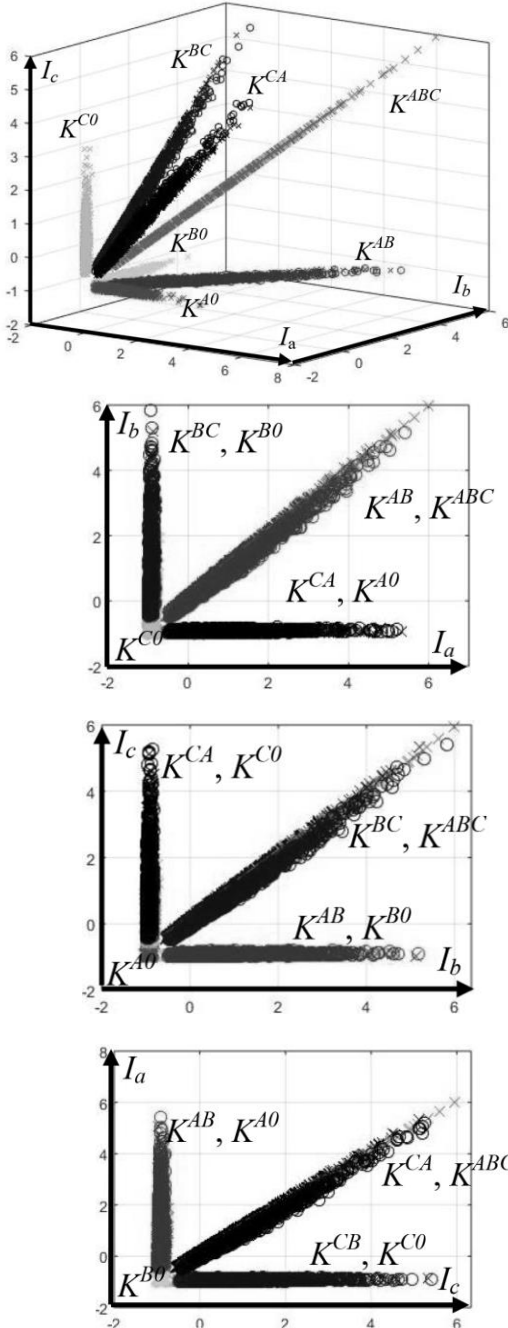 6
I_c
K^{BC}
5
K^{CA}
4
K^{C0}
K^{ABC}
3
2
1
K^{B0}
0
K^{AB}
-1
K^{A0}
I_b
-2
-2
0
2
I_a
4
6
8
-2
0
2
4
6
6
I_b
K^{BC}, K^{B0}
4
K^{AB}, K^{ABC}
2
K^{CA}, K^{A0}
0
K^{C0}
I_a
-2
-2 0 2 4 6
6
I_c
K^{CA}, K^{C0}
4
K^{BC}, K^{ABC}
2
K^{AB}, K^{B0}
0
K^{A0}
I_b
-2
-2 0 2 4 6
8
I_a
6
K^{AB}, K^{A0}
4
K^{CA}, K^{ABC}
2
K^{CB}, K^{C0}
0
K^{B0}
I_c
-2
-2 0 2 4 6